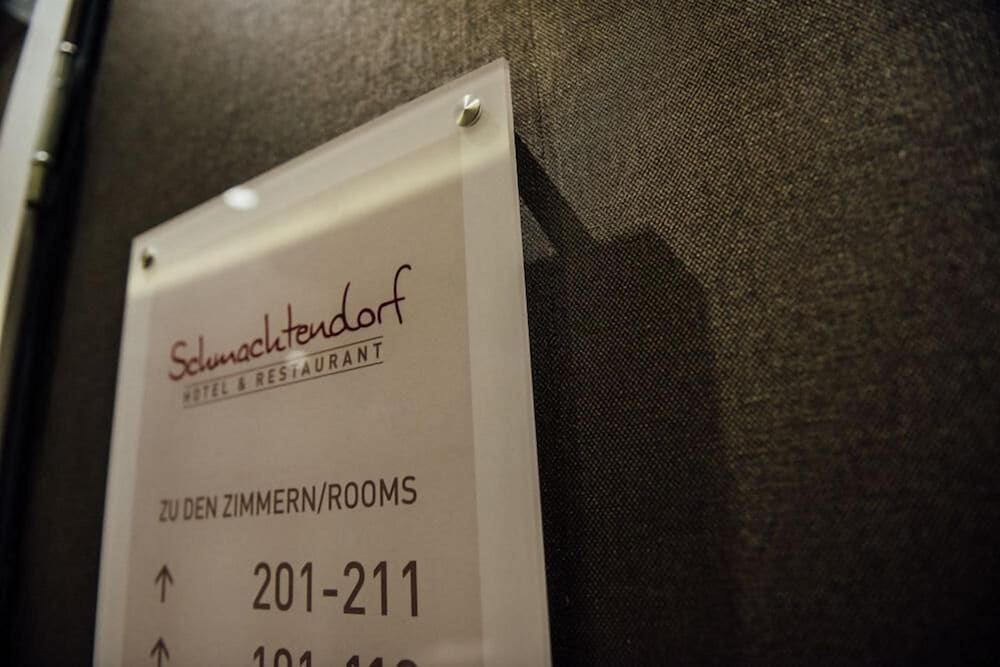 Schmachtendorf
HOTEL & RESTAURANT
ZU DEN ZIMMERN/ROOMS
↑ 201-211
↑